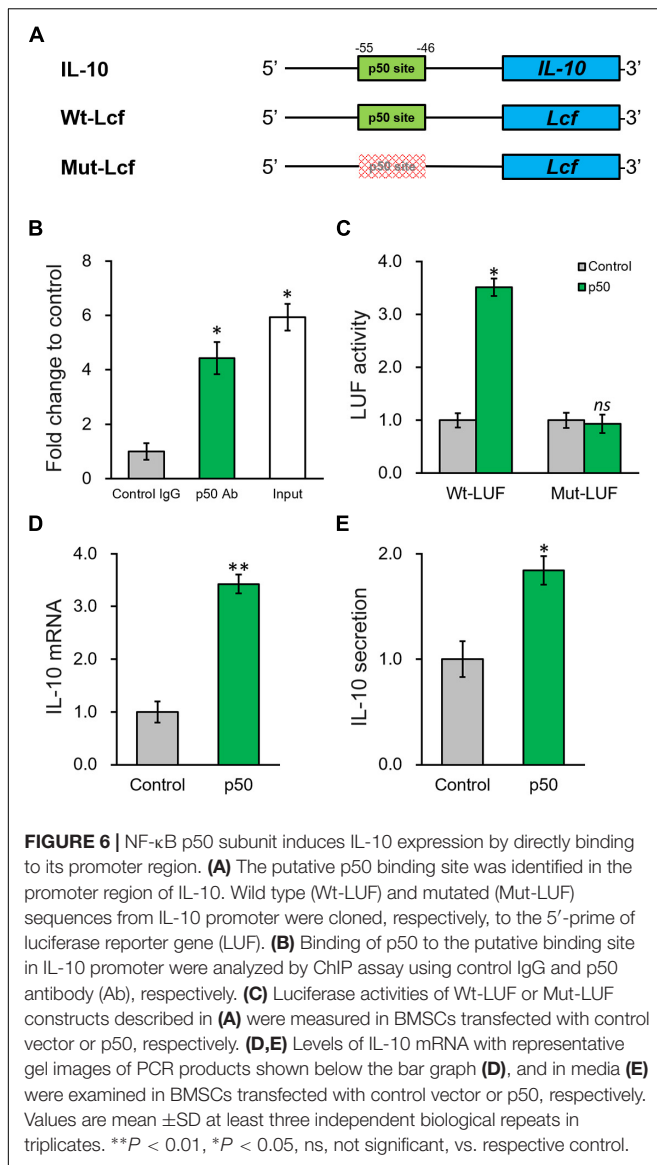 A
-55 -46
IL-10 5’ p50 site IL-10 -3’
Wt-Lcf 5’ p50 site Lcf -3’
Mut-Lcf 5’ p50 site Lcf -3’
B
Fold change to control
8
6
4
2
0
* *
Control IgG p50 Ab Input
C
LUF activity
4.0
3.0
2.0
1.0
0.0
* ns
Control
p50
Wt-LUF Mut-LUF
D
IL-10 mRNA
4.0
3.0
2.0
1.0
0.0
**
Control p50
E
IL-10 secretion
2.0
1.0
0.0
*
Control p50
FIGURE 6 | NF-κB p50 subunit induces IL-10 expression by directly binding
to its promoter region. (A) The putative p50 binding site was identified in the
promoter region of IL-10. Wild type (Wt-LUF) and mutated (Mut-LUF)
sequences from IL-10 promoter were cloned, respectively, to the 5′-prime of
luciferase reporter gene (LUF). (B) Binding of p50 to the putative binding site
in IL-10 promoter were analyzed by ChIP assay using control IgG and p50
antibody (Ab), respectively. (C) Luciferase activities of Wt-LUF or Mut-LUF
constructs described in (A) were measured in BMSCs transfected with control
vector or p50, respectively. (D,E) Levels of IL-10 mRNA with representative
gel images of PCR products shown below the bar graph (D), and in media (E)
were examined in BMSCs transfected with control vector or p50, respectively.
Values are mean ±SD at least three independent biological repeats in
triplicates. **P < 0.01, *P < 0.05, ns, not significant, vs. respective control.